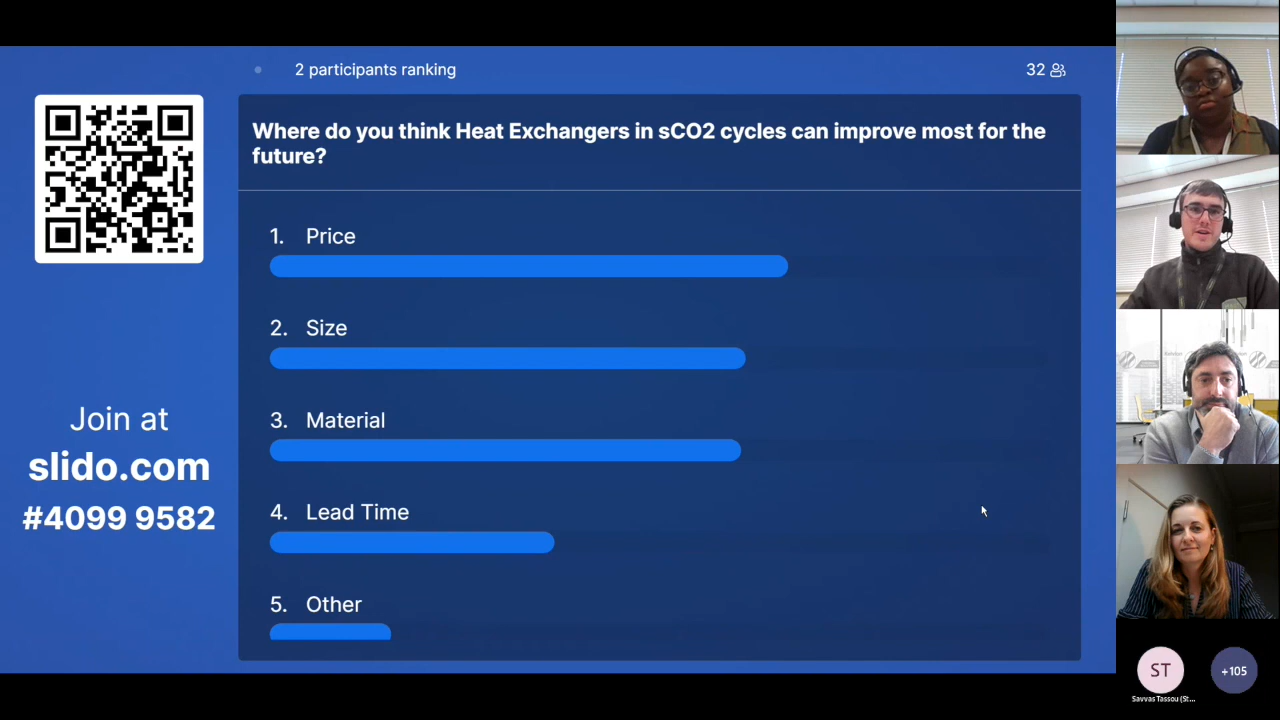 2 participants ranking
32
Where do you think Heat Exchangers in sCO2 cycles can improve most for the
future?
1. Price
2. Size
3. Material
4. Lead Time
5. Other
Join at
slido.com
#4099 9582
ST
+105
Savvas Tassou (St...